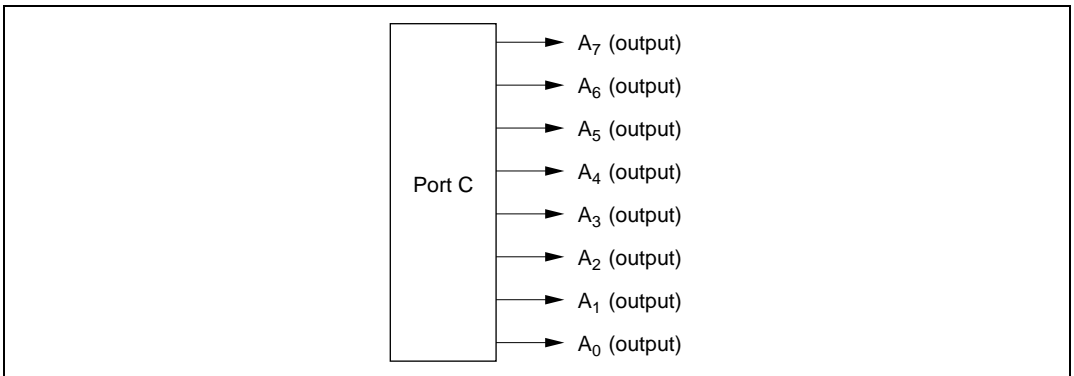 A₇ (output)
A₆ (output)
A₅ (output)
A₄ (output)
Port C
A₃ (output)
A₂ (output)
A₁ (output)
A₀ (output)